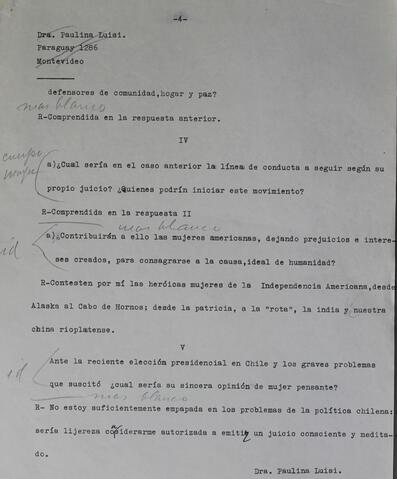 -4-
Dra. Paulina Luisi.
Paraguay 1286
Montevideo
defensores de comunidad,hogar y paz?
mas blanco
R-Comprendida en la respuesta anterior.
IV
cuerpo
a)¿Cual sería en el caso anterior la línea de conducta a seguir según su
propio juicio? ¿Quienes podrín iniciar este movimiento?
R-Comprendida en la respuesta II
mas blanco
id
a)¿Contribuirán a ello las mujeres americanas, dejando prejuicios e inter-
eses creados, para consagrarse a la causa,ideal de humanidad?
R-Contesten por mí las heróicas mujeres de la Independencia Americana,desde
Alaska al Cabo de Hornos; desde la patricia, a la "rota", la india y nuestra
china rioplatense.
V
id
Ante la reciente elección presidencial en Chile y los graves problemas
que suscitó ¿cual sería su sincera opinión de mujer pensante?
mas blanco
R- No estoy suficientemente empapada en los problemas de la política chilena:
sería lijereza considerarme autorizada a emitir un juicio consciente y medita-
do.
Dra. Paulina Luisi.